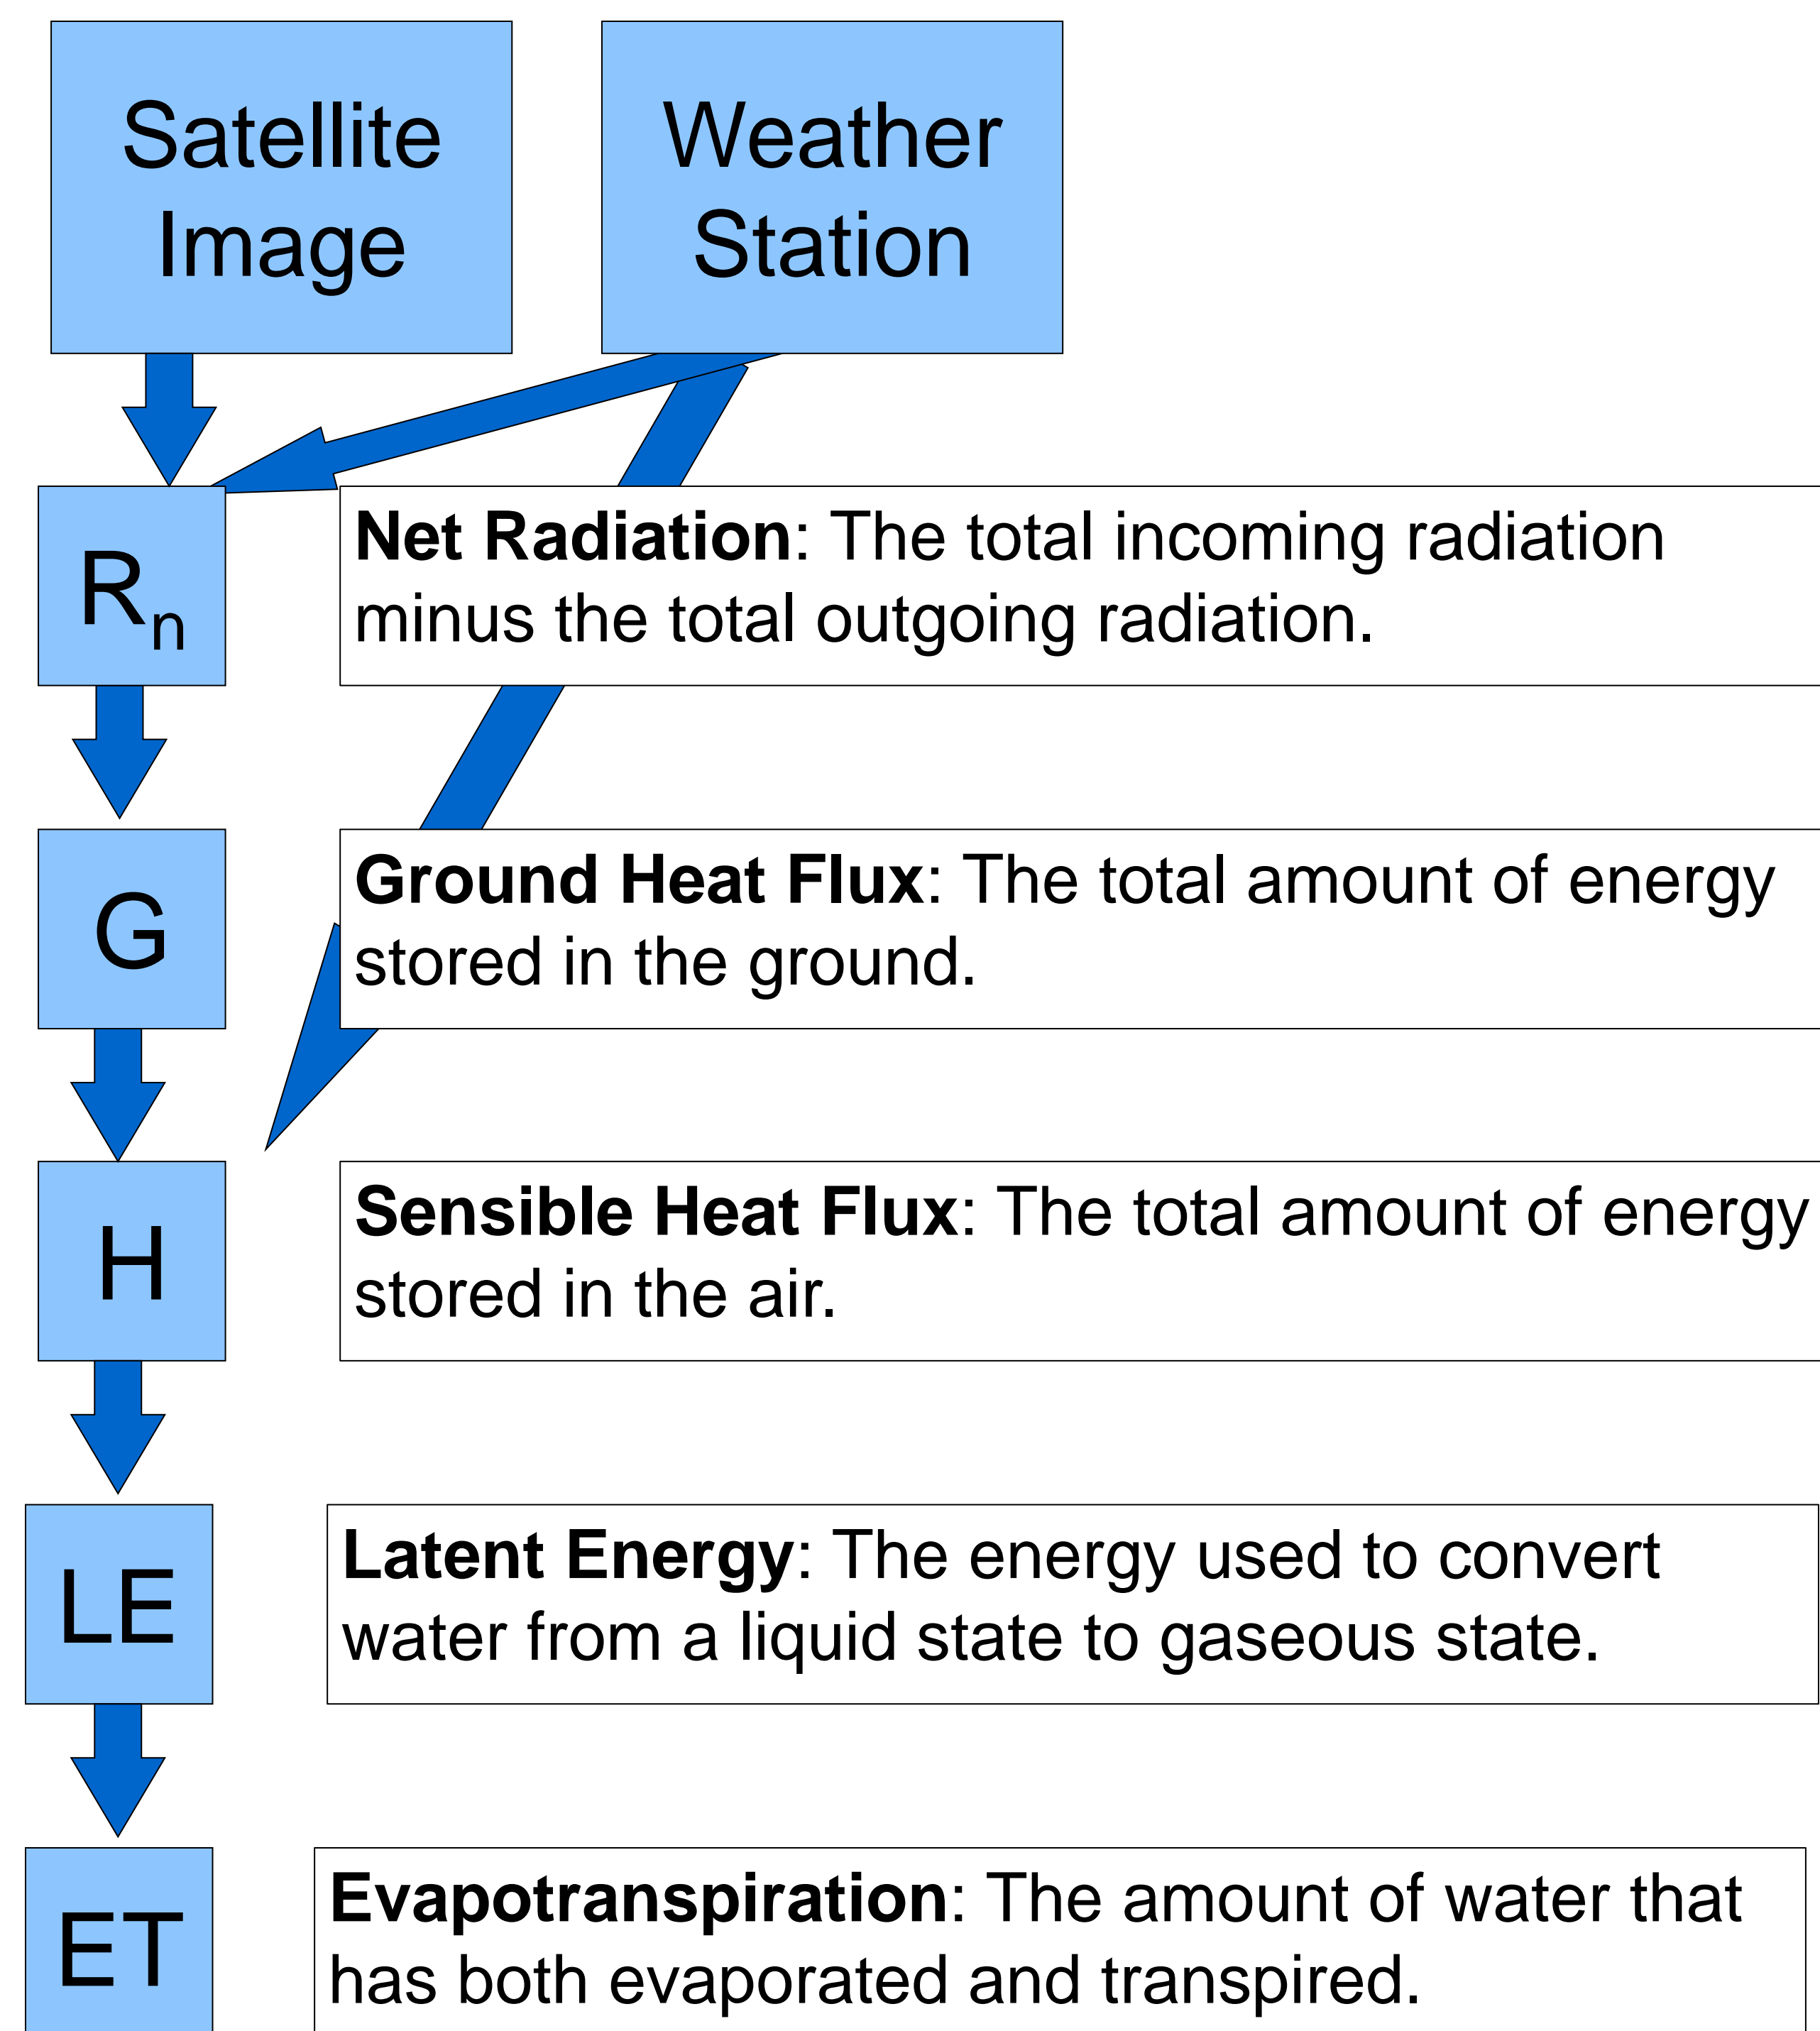 Satellite
Image
Weather
Station
Rn
Net Radiation: The total incoming radiation
minus the total outgoing radiation.
G
Ground Heat Flux: The total amount of energy
stored in the ground.
H
Sensible Heat Flux: The total amount of energy
stored in the air.
LE
Latent Energy: The energy used to convert
water from a liquid state to gaseous state.
ET
Evapotranspiration: The amount of water that
has both evaporated and transpired.